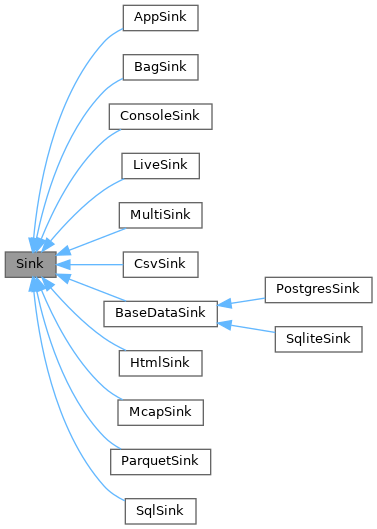 AppSink
BagSink
ConsoleSink
LiveSink
MultiSink
Sink
CsvSink
BaseDataSink
PostgresSink
SqliteSink
HtmlSink
McapSink
ParquetSink
SqlSink